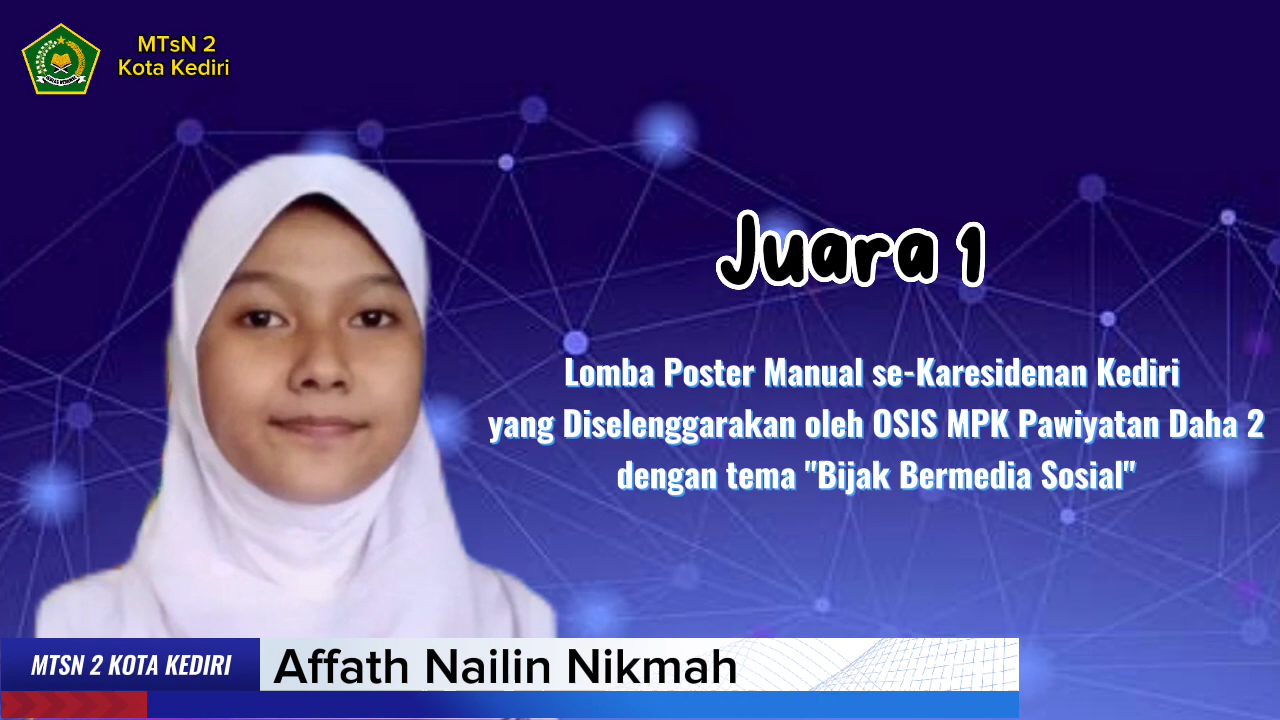 MTsN 2
Kota Kediri
Juara 1
Lomba Poster Manual se-Karesidenan Kediri
yang Diselenggarakan oleh OSIS MPK Pawiyatan Daha 2
dengan tema "Bijak Bermedia Sosial"
MTSN 2 KOTA KEDIRI
Affath Nailin Nikmah